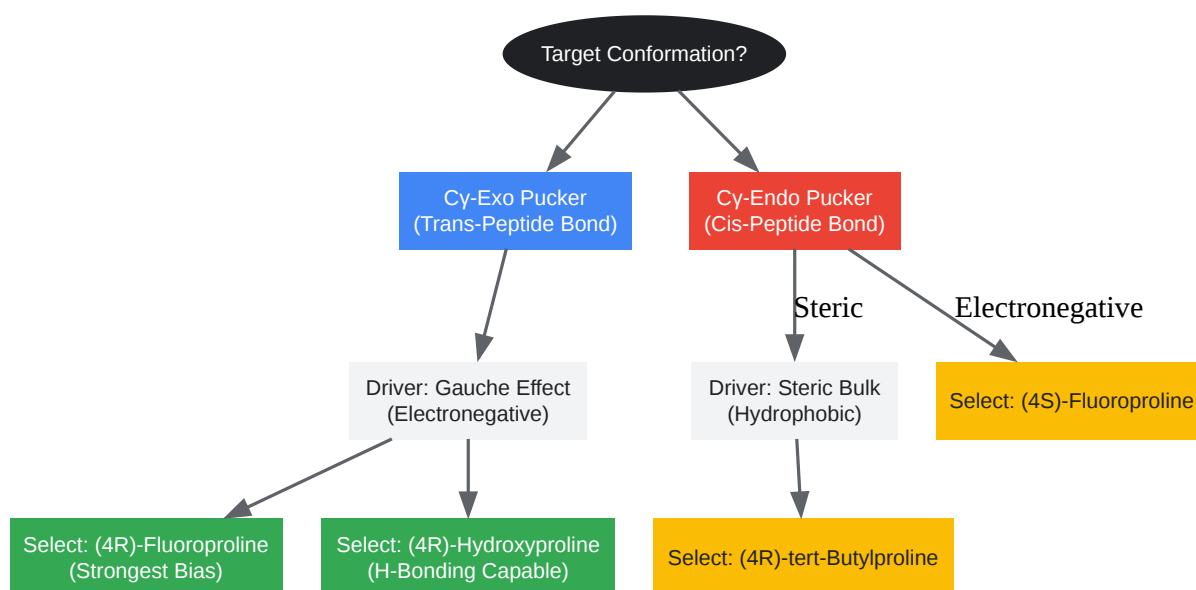 Target Conformation?
Cγ-Exo Pucker
(Trans-Peptide Bond)
Cγ-Endo Pucker
(Cis-Peptide Bond)
Steric
Electronegative
Driver: Gauche Effect
(Electronegative)
Driver: Steric Bulk
(Hydrophobic)
Select: (4S)-Fluoroproline
Select: (4R)-Fluoroproline
(Strongest Bias)
Select: (4R)-Hydroxyproline
(H-Bonding Capable)
Select: (4R)-tert-Butylproline